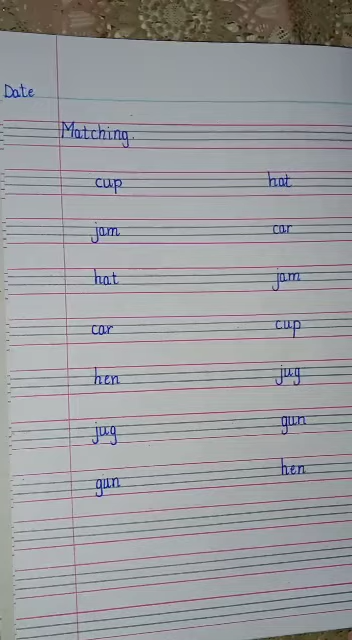 Date
Matching.
cup hat
jam car
hat jam
car cup
hen jug
jug gun
gun hen